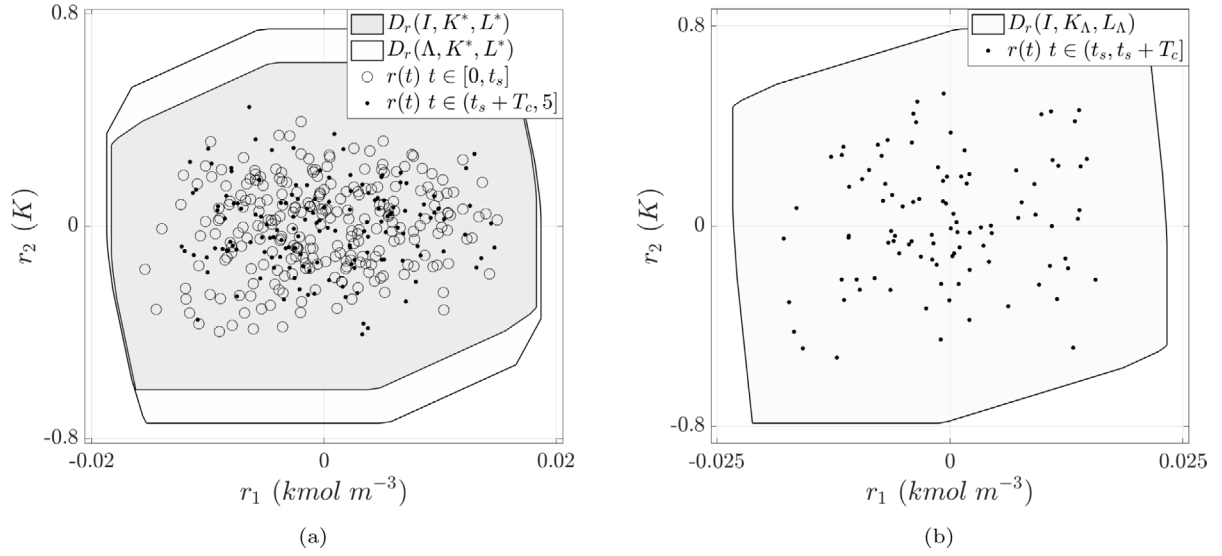 0.8
D_r(I, K^*, L^*)
D_r(Λ, K^*, L^*)
r(t) t ∈ [0, t_s]
r(t) t ∈ (t_s + T_c, 5]
r_2 (K)
0
-0.8
-0.02 0 0.02
r_1 (kmol m^{-3})
(a)
0.8
D_r(I, K_Λ, L_Λ)
r(t) t ∈ (t_s, t_s + T_c]
r_2 (K)
0
-0.8
-0.025 0 0.025
r_1 (kmol m^{-3})
(b)